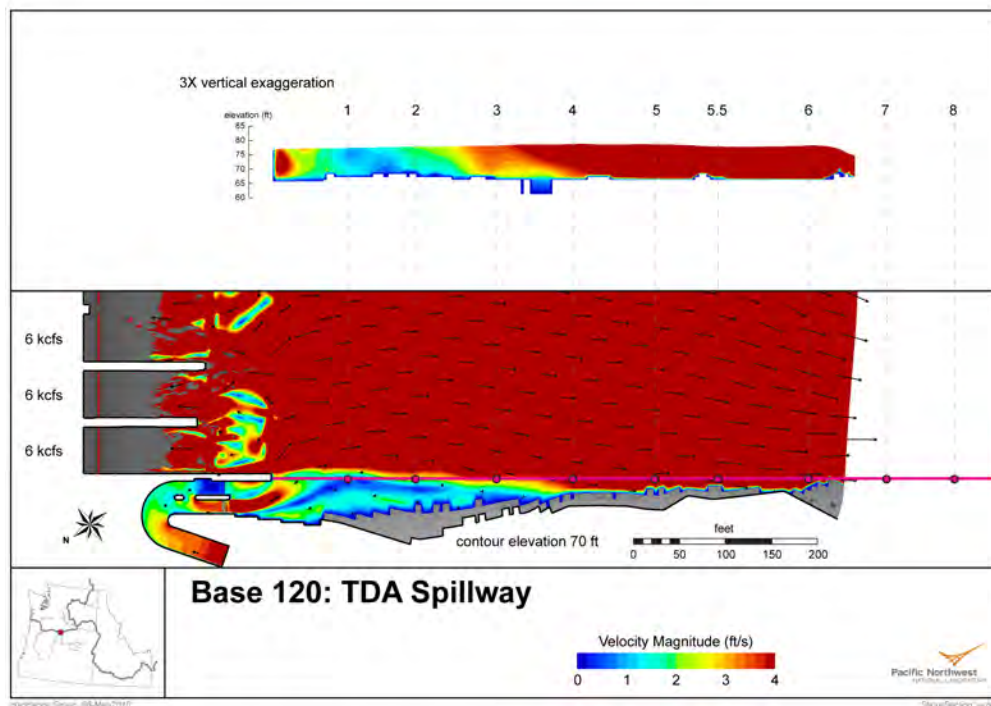 3X vertical exaggeration
elevation (ft)
85
80
75
70
65
60
1 2 3 4 5 5.5 6 7 8
6 kcfs
6 kcfs
6 kcfs
N
contour elevation 70 ft
feet
0 50 100 150 200
Base 120: TDA Spillway
Velocity Magnitude (ft/s)
0 1 2 3 4
Pacific Northwest
NATIONAL LABORATORY